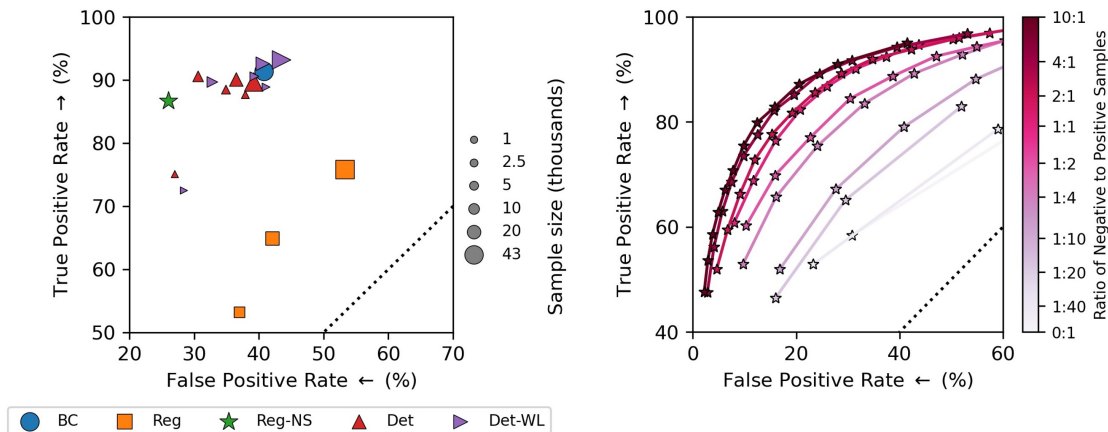 100
90
80
70
60
50
20 30 40 50 60 70
True Positive Rate → (%)
False Positive Rate ← (%)
1
2.5
5
10
20
43
Sample size (thousands)
BC Reg Reg-NS Det Det-WL
100
80
60
40
0 20 40 60
True Positive Rate → (%)
False Positive Rate ← (%)
10:1
4:1
2:1
1:1
1:2
1:4
1:10
1:20
1:40
0:1
Ratio of Negative to Positive Samples